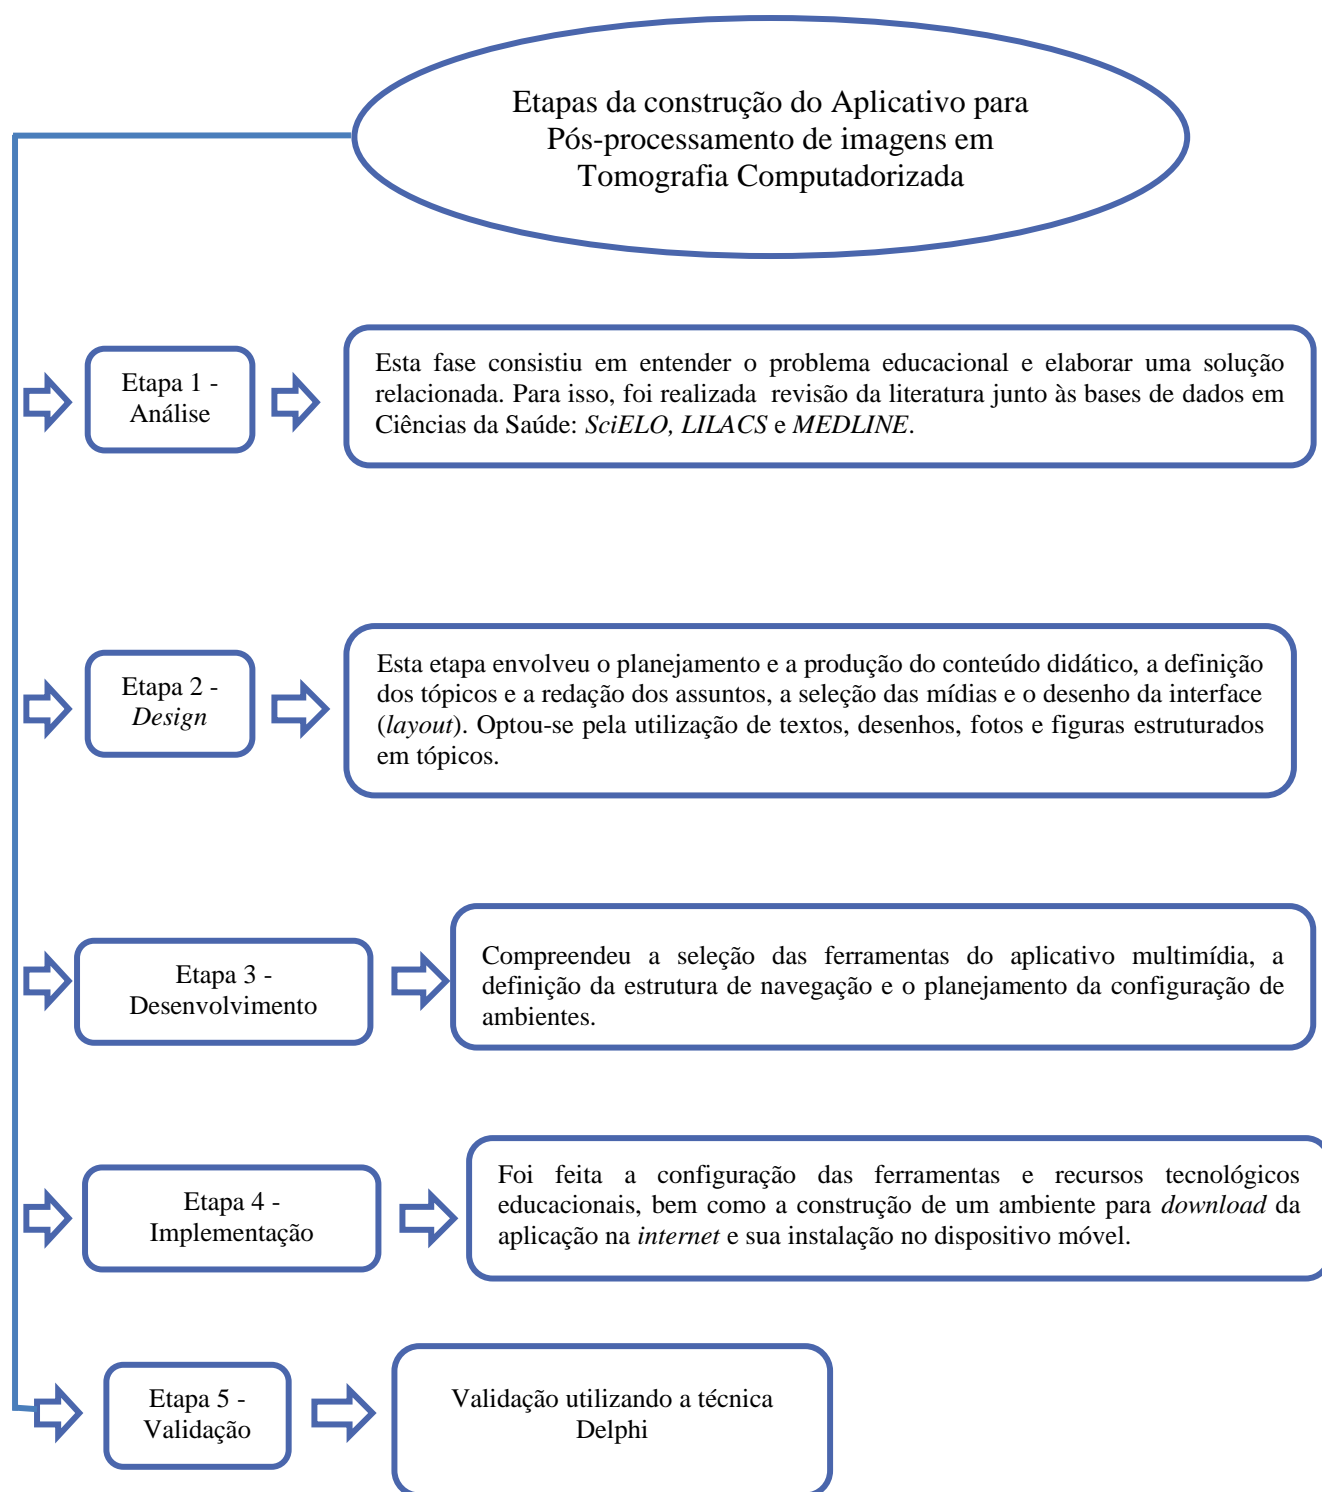 Etapas da construção do Aplicativo para
Pós-processamento de imagens em
Tomografia Computadorizada
Etapa 1 -
Análise
Esta fase consistiu em entender o problema educacional e elaborar uma solução
relacionada. Para isso, foi realizada revisão da literatura junto às bases de dados em
Ciências da Saúde: SciELO, LILACS e MEDLINE.
Etapa 2 -
Design
Esta etapa envolveu o planejamento e a produção do conteúdo didático, a definição
dos tópicos e a redação dos assuntos, a seleção das mídias e o desenho da interface
(layout). Optou-se pela utilização de textos, desenhos, fotos e figuras estruturados
em tópicos.
Etapa 3 -
Desenvolvimento
Compreendeu a seleção das ferramentas do aplicativo multimídia, a
definição da estrutura de navegação e o planejamento da configuração de
ambientes.
Etapa 4 -
Implementação
Foi feita a configuração das ferramentas e recursos tecnológicos
educacionais, bem como a construção de um ambiente para download da
aplicação na internet e sua instalação no dispositivo móvel.
Etapa 5 -
Validação
Validação utilizando a técnica
Delphi